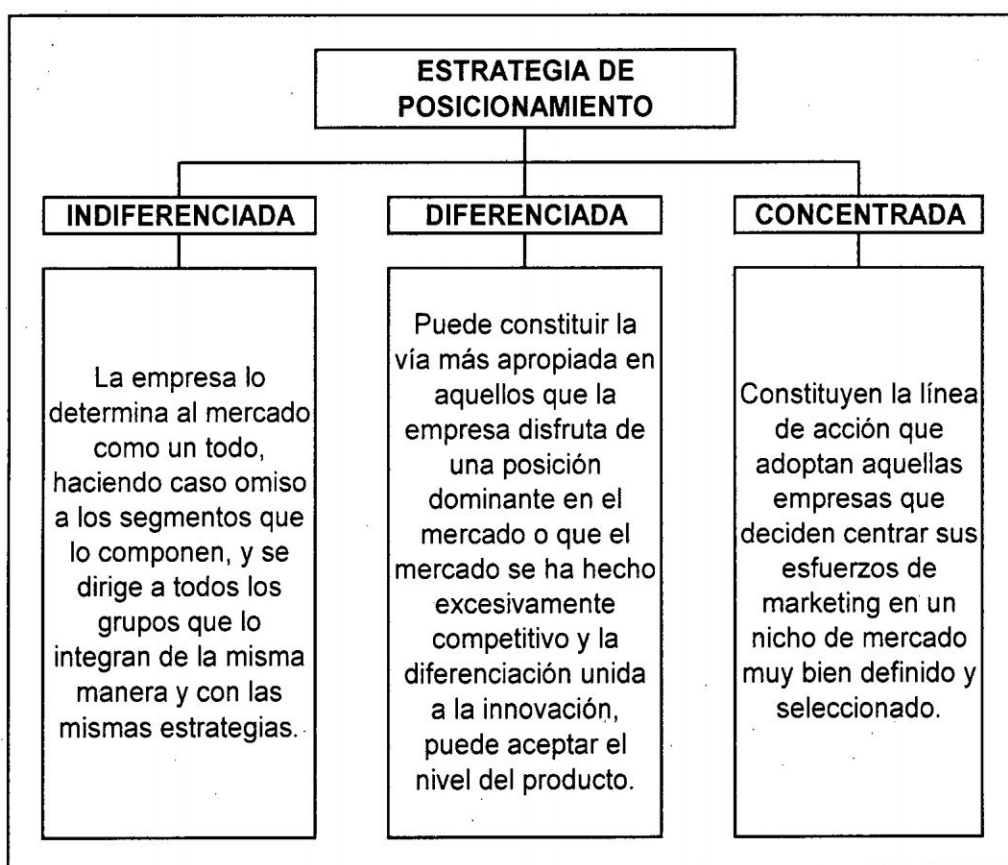 ESTRATEGIA DE
POSICIONAMIENTO
INDIFERENCIADA
DIFERENCIADA
CONCENTRADA
La empresa lo
determina al mercado
como un todo,
haciendo caso omiso
a los segmentos que
lo componen, y se
dirige a todos los
grupos que lo
integran de la misma
manera y con las
mismas estrategias.
Puede constituir la
vía más apropiada en
aquellos que la
empresa disfruta de
una posición
dominante en el
mercado o que el
mercado se ha hecho
excesivamente
competitivo y la
diferenciación unida
a la innovación,
puede aceptar el
nivel del producto.
Constituyen la línea
de acción que
adoptan aquellas
empresas que
deciden centrar sus
esfuerzos de
marketing en un
nicho de mercado
muy bien definido y
seleccionado.